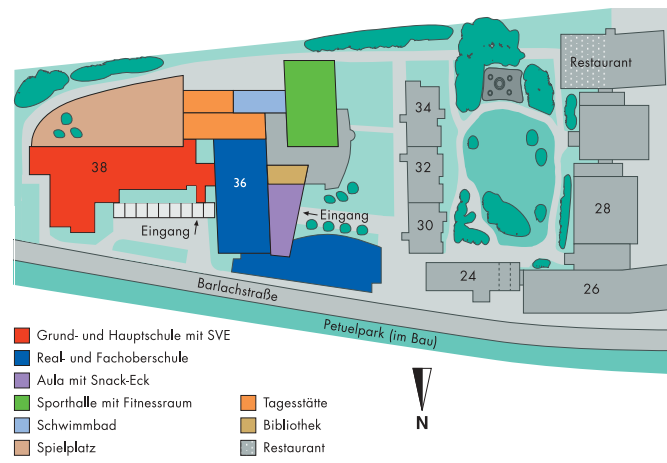 Restaurant
34
38
36
32
Eingang
28
30
Eingang
24
26
Barlachstraße
Petuelpark (im Bau)
Grund- und Hauptschule mit SVE
Real- und Fachoberschule
Aula mit Snack-Eck
Sporthalle mit Fitnessraum
Schwimmbad
Spielplatz
Tagesstätte
Bibliothek
Restaurant
N